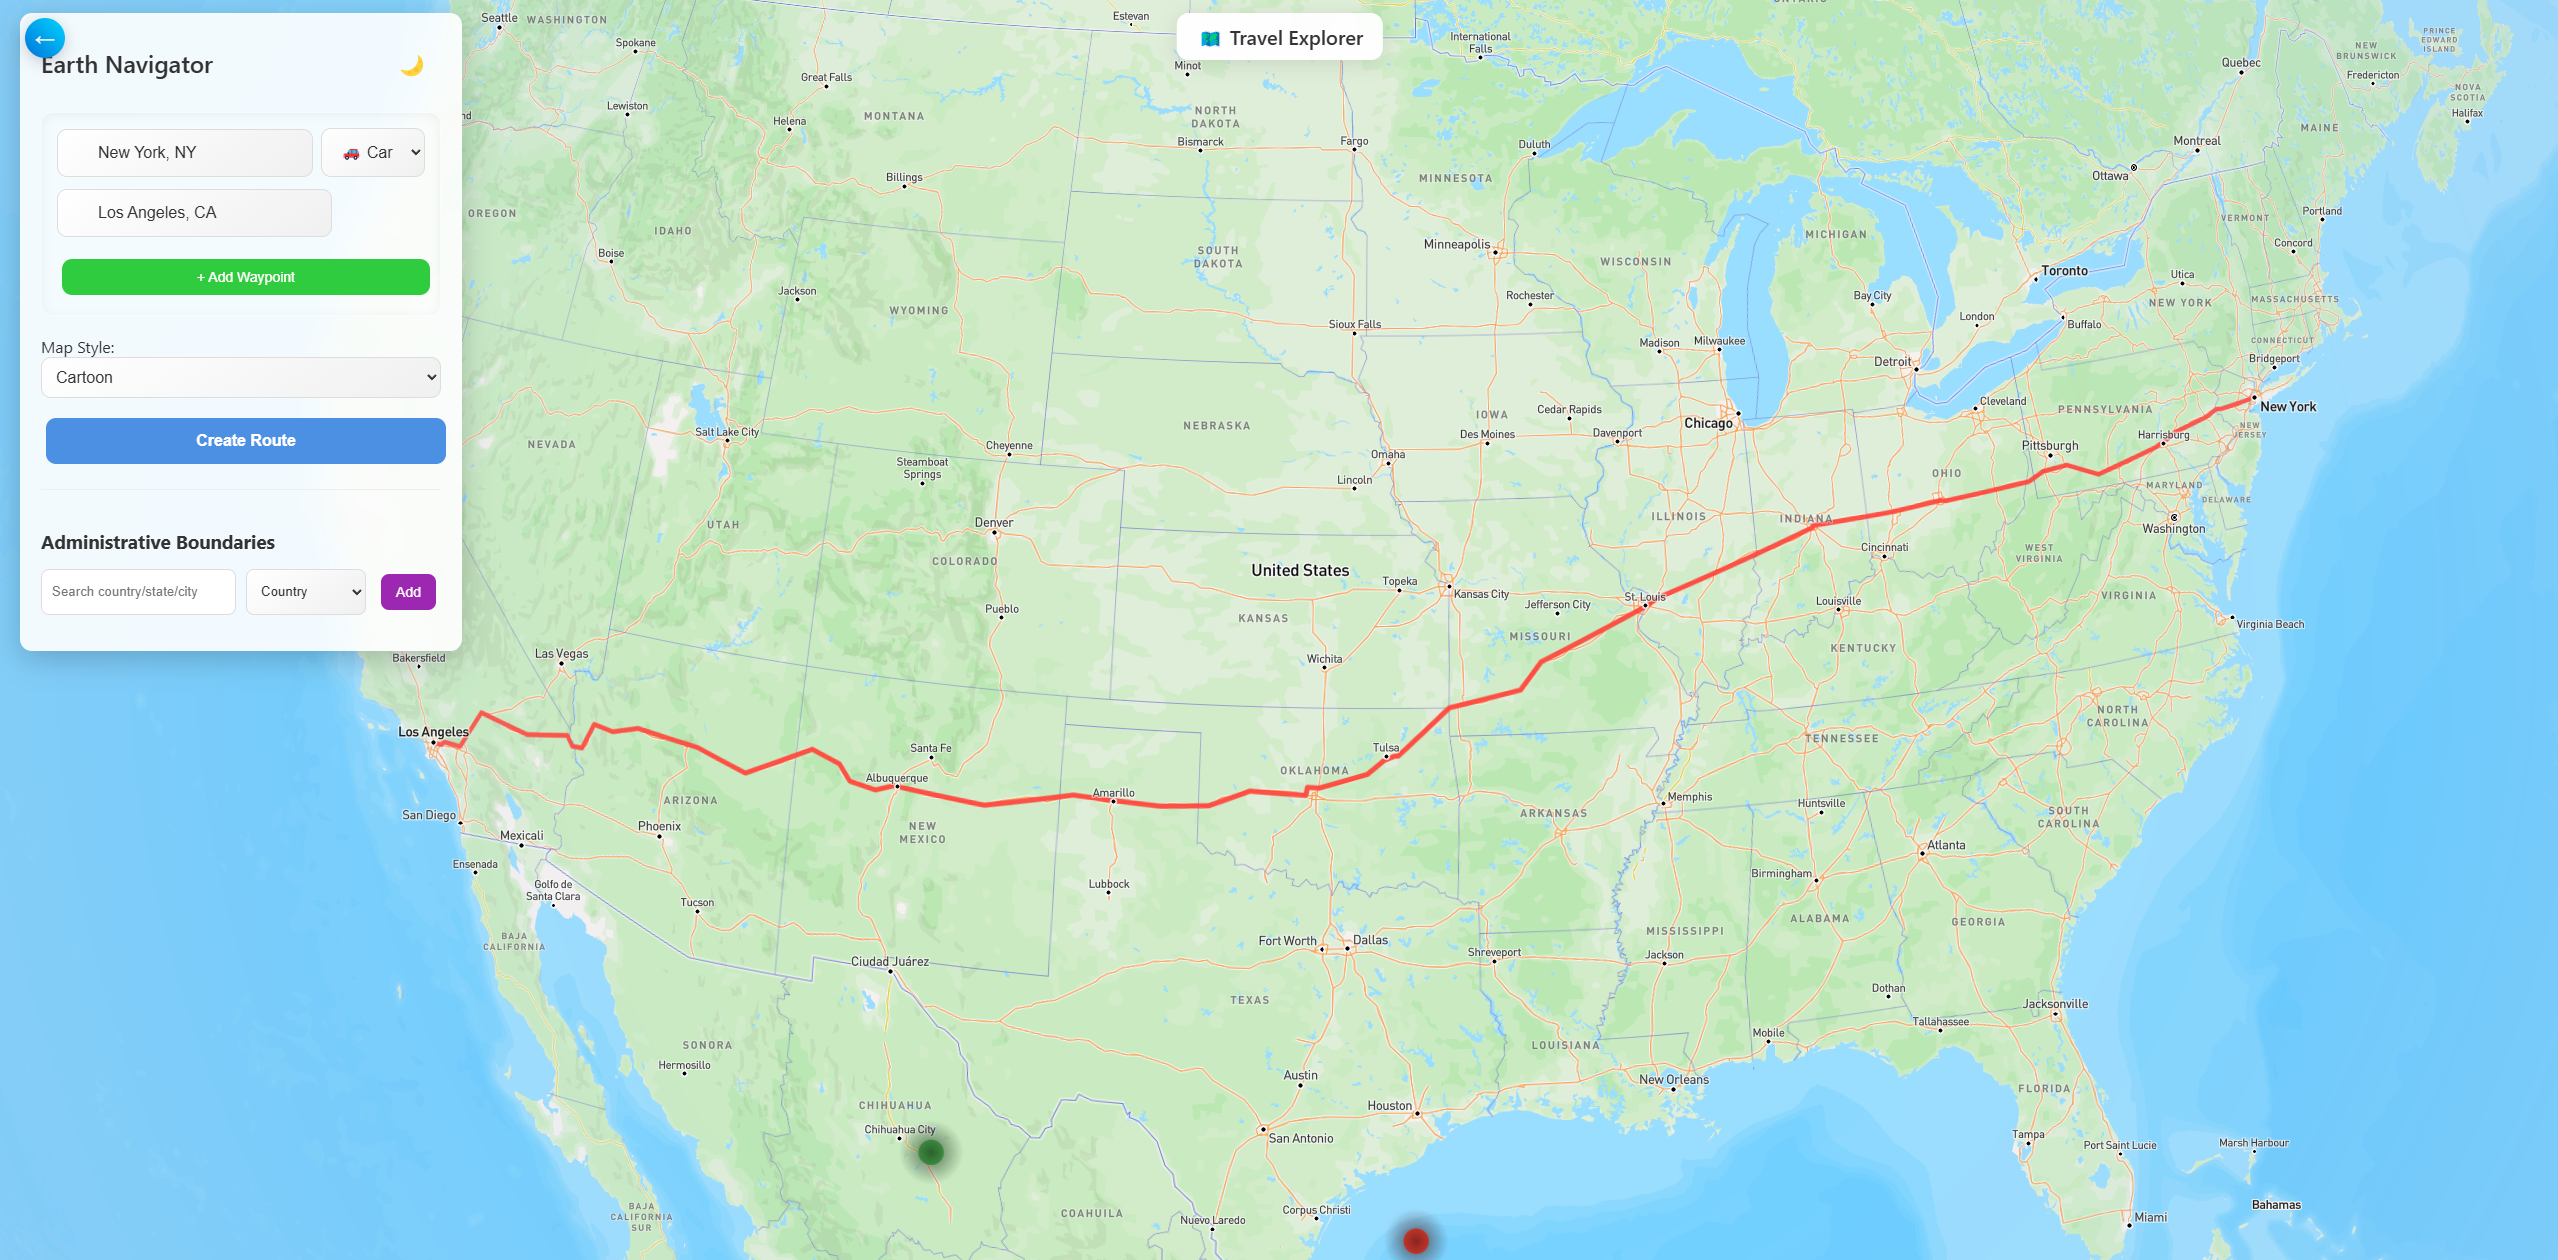 ←
Earth Navigator
New York, NY
Car
Los Angeles, CA
+ Add Waypoint
Map Style:
Cartoon
Create Route
Administrative Boundaries
Search country/state/city
Country
Add
Travel Explorer
Seattle
WASHINGTON
Spokane
Estevan
International
Falls
Minot
Great Falls
Lewiston
nd
Helena
MONTANA
NORTH
DAKOTA
Bismarck
Fargo
Duluth
Quebec
NEW
BRUNSWICK
Fredericton
PRINCE
EDWARD
ISLAND
NOVA
SCOTIA
Halifax
MAINE
Montreal
Ottawa
Billings
MINNESOTA
OREGON
IDAHO
Boise
SOUTH
DAKOTA
Minneapolis
WISCONSIN
MICHIGAN
VERMONT
Portland
Concord
Toronto
Utica
Jackson
WYOMING
Rochester
Bay City
NEW YORK
MASSACHUSETTS
Sioux Falls
London
Buffalo
Madison
Milwaukee
CONNECTICUT
Bridgeport
Detroit
Cleveland
PENNSYLVANIA
New York
NEW
JERSEY
IOWA
Cedar Rapids
Chicago
Des Moines
Davenport
NEBRASKA
Salt Lake City
NEVADA
Cheyenne
Omaha
Pittsburgh
Harrisburg
Steamboat
Springs
Lincoln
OHIO
MARYLAND
DELAWARE
UTAH
Denver
ILLINOIS
INDIANA
Washington
COLORADO
Cincinnati
WEST
VIRGINIA
United States
Topeka
Kansas City
St. Louis
Jefferson City
Louisville
VIRGINIA
Pueblo
KANSAS
Virginia Beach
MISSOURI
KENTUCKY
Bakersfield
Las Vegas
Wichita
Los Angeles
Santa Fe
Tulsa
TENNESSEE
NORTH
CAROLINA
Albuquerque
OKLAHOMA
ARIZONA
Amarillo
Memphis
Huntsville
SOUTH
CAROLINA
San Diego
Mexicali
Phoenix
NEW
MEXICO
ARKANSAS
Atlanta
Ensenada
Golfo de
Santa Clara
Lubbock
Birmingham
Tucson
ALABAMA
GEORGIA
BAJA
CALIFORNIA
Fort Worth
Dallas
MISSISSIPPI
Shreveport
Jackson
Ciudad Juárez
Dothan
TEXAS
Jacksonville
Tallahassee
Mobile
SONORA
LOUISIANA
Hermosillo
Austin
New Orleans
FLORIDA
CHIHUAHUA
Houston
Chihuahua City
San Antonio
Tampa
Port Saint Lucie
Marsh Harbour
BAJA
CALIFORNIA
SUR
COAHUILA
Nuevo Laredo
Corpus Christi
Miami
Bahamas